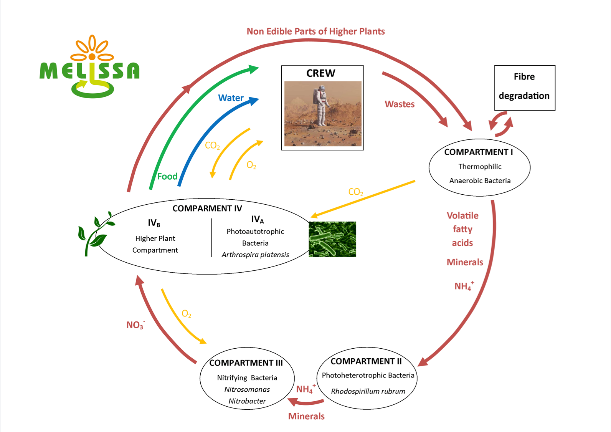 Non Edible Parts of Higher Plants
MELISSA
CREW
Fibre
degradation
Water
Wastes
CO2
O2
Food
COMPARTMENT I
Thermophilic
Anaerobic Bacteria
CO2
COMPARMENT IV
IVB
Higher Plant
Compartment
IVA
Photoautotrophic
Bacteria
Arthrospira platensis
Volatile
fatty
acids
Minerals
NH4+
NO3-
O2
COMPARTMENT III
Nitrifying Bacteria
Nitrosomonas
Nitrobacter
COMPARTMENT II
Photoheterotrophic Bacteria
Rhodospirillum rubrum
NH4+
Minerals